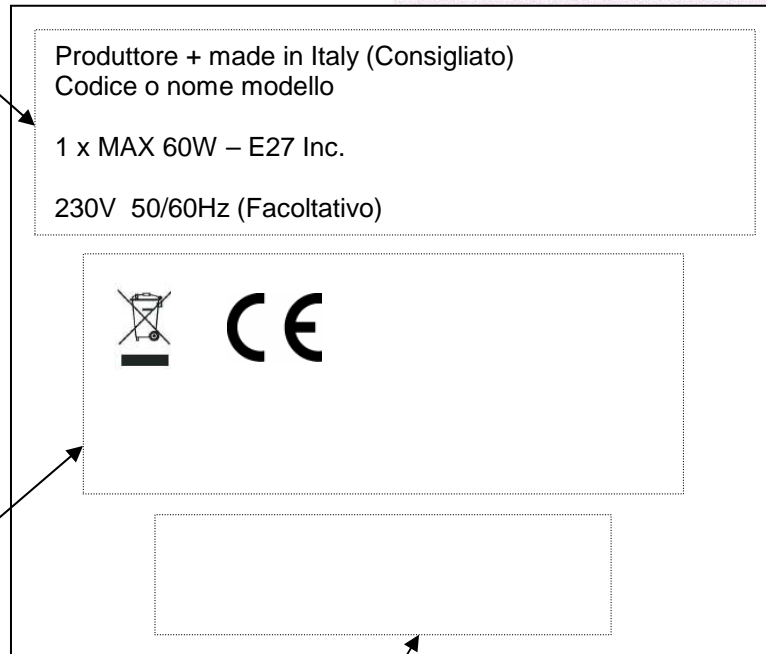 Produttore + made in Italy (Consigliato)
Codice o nome modello
1 x MAX 60W – E27 Inc.
230V 50/60Hz (Facoltativo)
CE